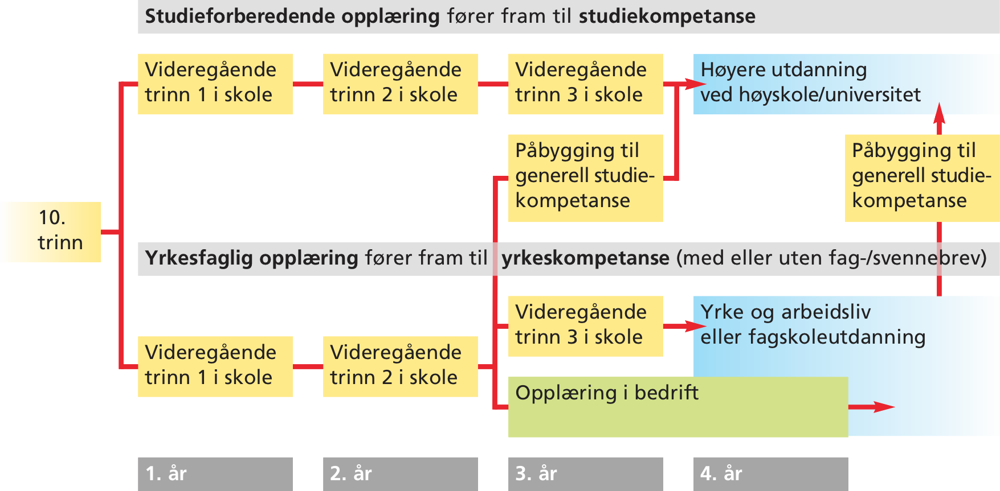 Studieforberedende opplæring fører fram til studiekompetanse
Videregående
trinn 1 i skole
Videregående
trinn 2 i skole
Videregående
trinn 3 i skole
Høyere utdanning
ved høyskole/universitet
Påbygging til
generell studie-
kompetanse
Påbygging til
generell studie-
kompetanse
10.
trinn
Yrkesfaglig opplæring fører fram til yrkeskompetanse (med eller uten fag-/svennebrev)
Videregående
trinn 1 i skole
Videregående
trinn 2 i skole
Videregående
trinn 3 i skole
Yrke og arbeidsliv
eller fagskoleutdanning
Opplæring i bedrift
1. år
2. år
3. år
4. år